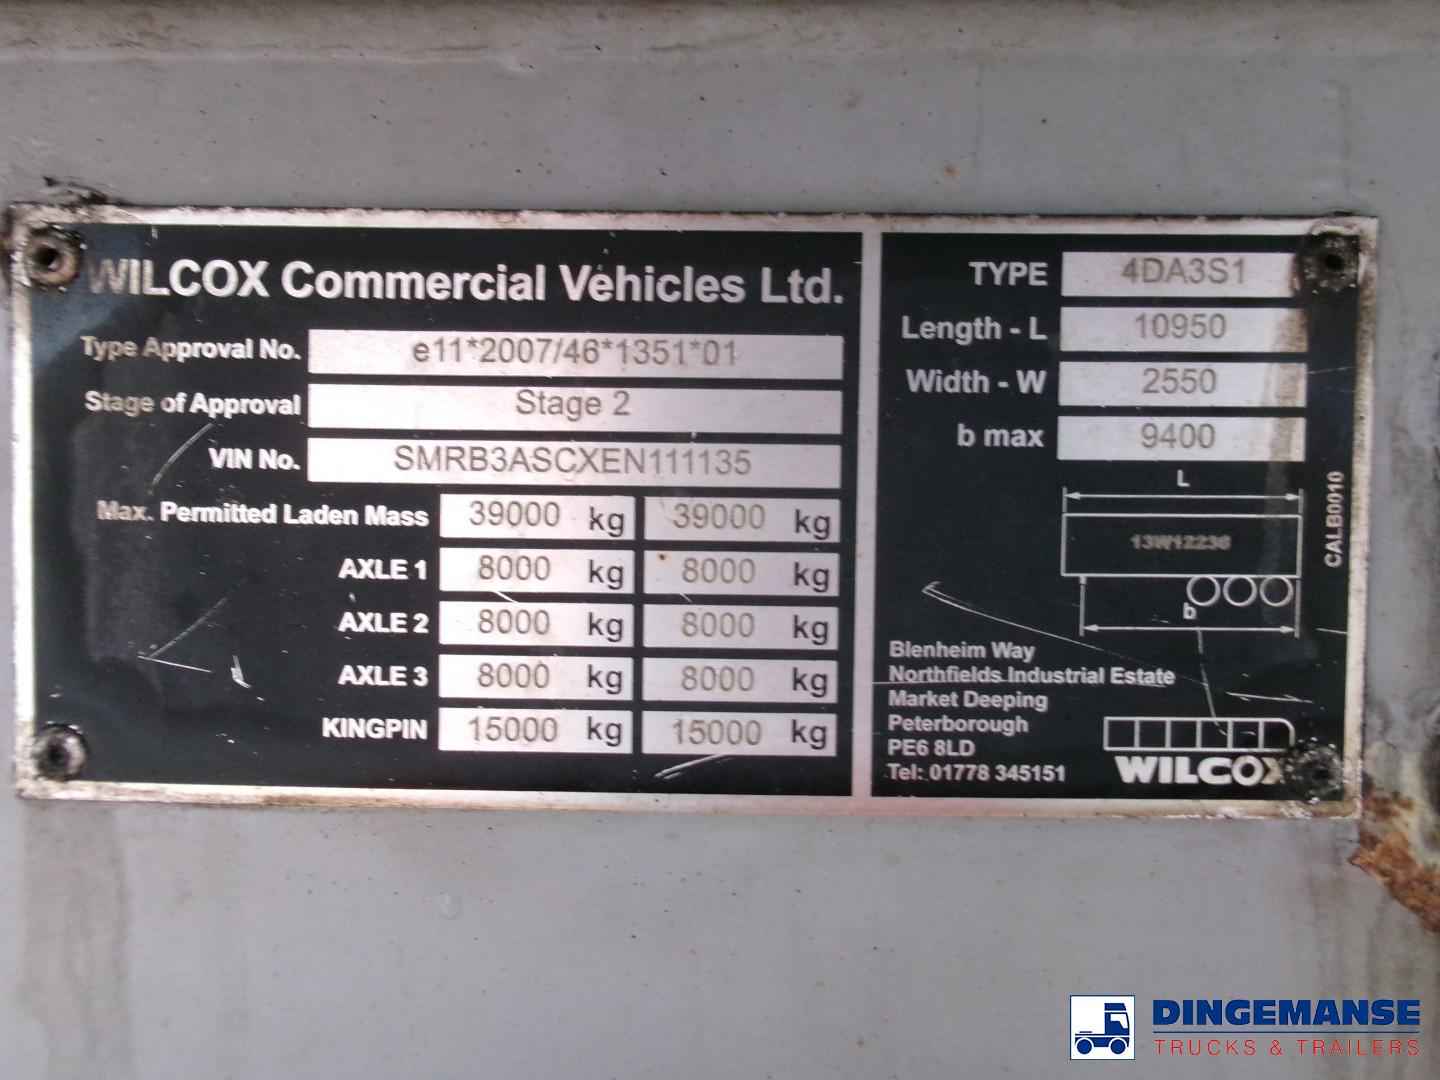 WILCOX Commercial Vehicles Ltd.
Type Approval No. e11*2007/46*1351*01
Stage of Approval Stage 2
VIN No. SMRB3ASCXEN111135
Max. Permitted Laden Mass 39000 kg 39000 kg
AXLE 1 8000 kg 8000 kg
AXLE 2 8000 kg 8000 kg
AXLE 3 8000 kg 8000 kg
KINGPIN 15000 kg 15000 kg
TYPE 4DA3S1
Length - L 10950
Width - W 2550
b max 9400
L
13W12236
b
CALB0010
Blenheim Way
Northfields Industrial Estate
Market Deeping
Peterborough
PE6 8LD
Tel: 01778 345151
WILCOX
DINGEMANSE
TRUCKS & TRAILERS